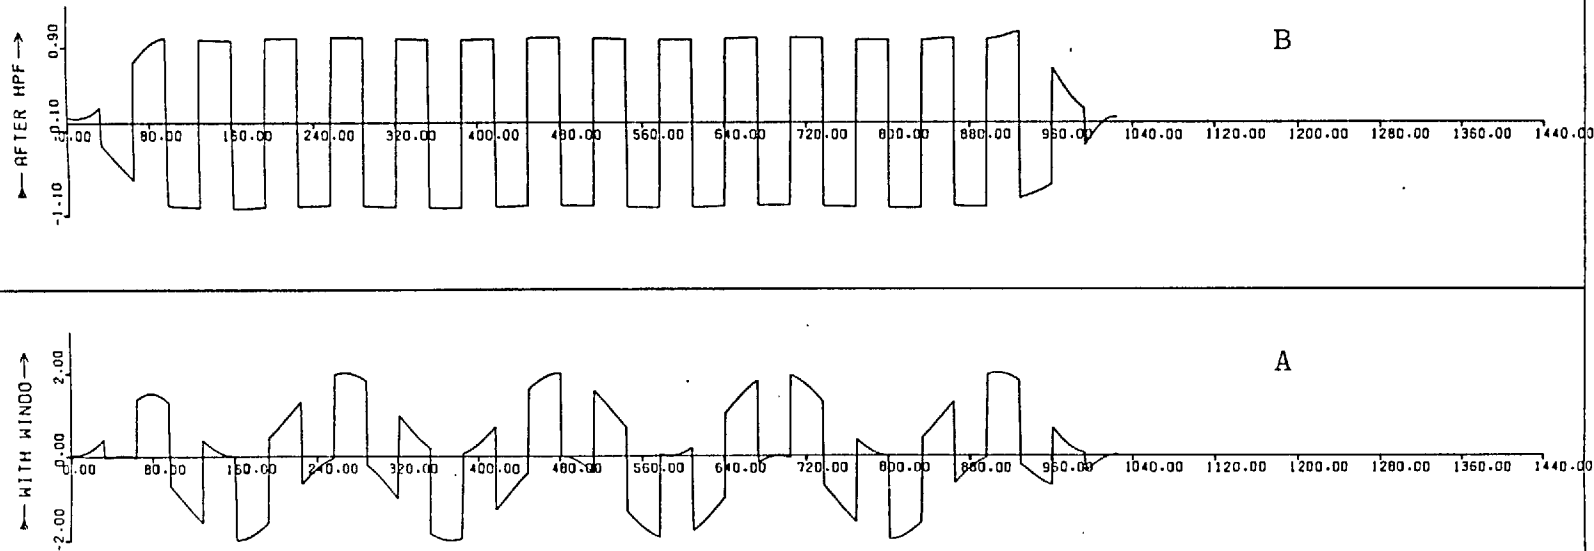 B
← AFTER HPF →
0.90
-0.10
-1.10
0.00 80.00 160.00 240.00 320.00 400.00 480.00 560.00 640.00 720.00 800.00 880.00 960.00 1040.00 1120.00 1200.00 1280.00 1360.00 1440.00
A
← WITH WINDO →
2.00
0.00
-2.00
0.00 80.00 160.00 240.00 320.00 400.00 480.00 560.00 640.00 720.00 800.00 880.00 960.00 1040.00 1120.00 1200.00 1280.00 1360.00 1440.00